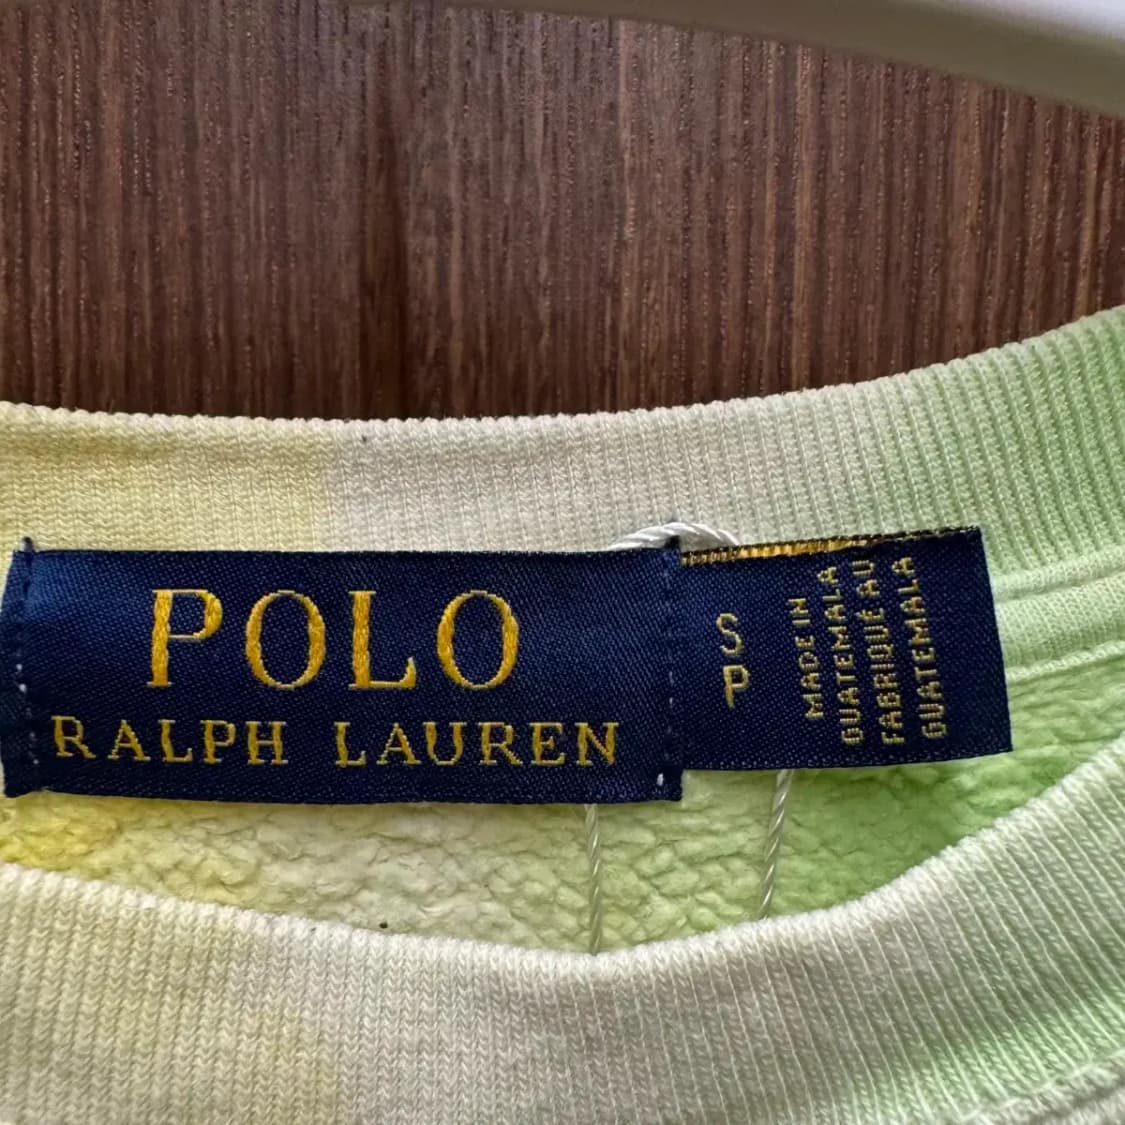 POLO
RALPH LAUREN
S
P
MADE IN
GUATEMALA
FABRIQUÉ AU
GUATEMALA